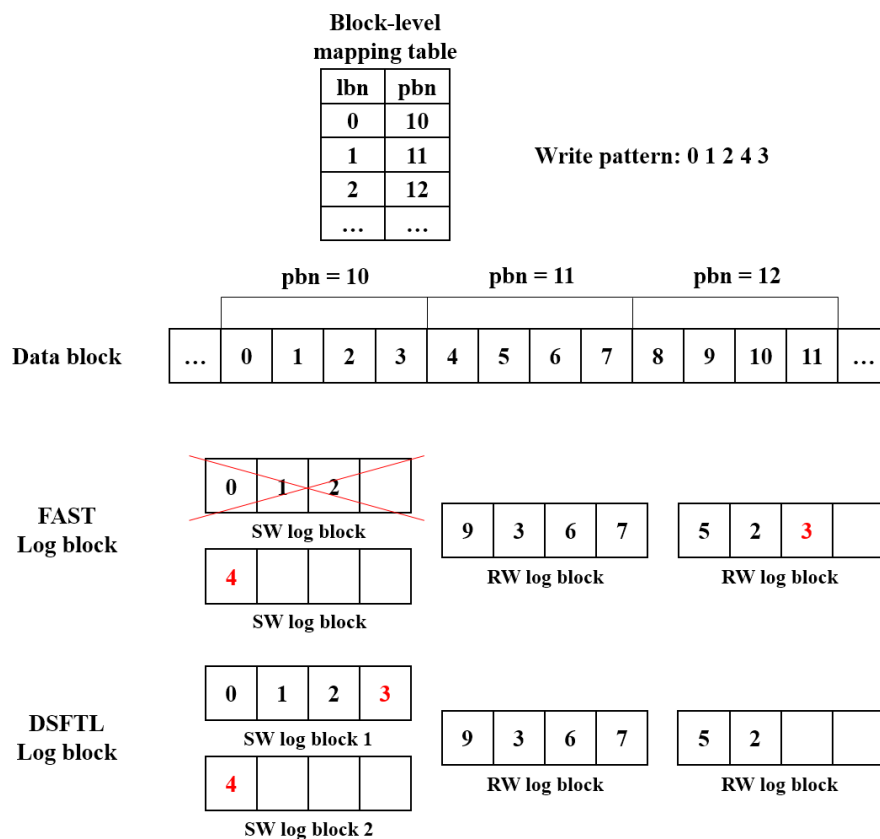 Block-level
mapping table
lbn pbn
0 10
1 11
2 12
... ...
Write pattern: 0 1 2 4 3
pbn = 10 pbn = 11 pbn = 12
Data block ... 0 1 2 3 4 5 6 7 8 9 10 11 ...
FAST
Log block
0 1 2
SW log block
4
SW log block
9 3 6 7
RW log block
5 2 3
RW log block
DSFTL
Log block
0 1 2 3
SW log block 1
4
SW log block 2
9 3 6 7
RW log block
5 2
RW log block